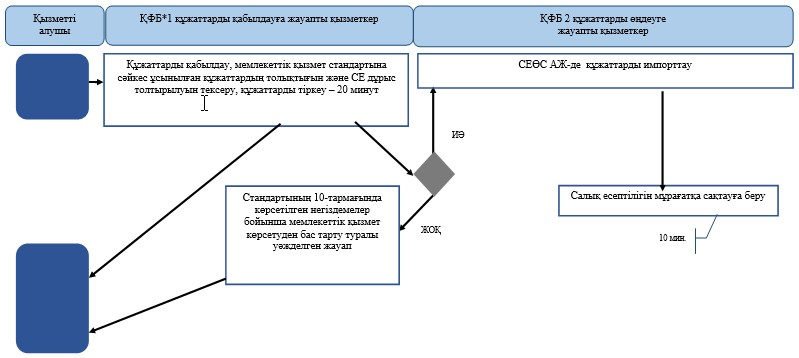 Қызметті
алушы
ҚФБ*1 құжаттарды қабылдауға жауапты қызметкер
ҚФБ 2 құжаттарды өндеуге
жауапты қызметкер
Құжаттарды қабылдау, мемлекеттік қызмет стандартына
сәйкес ұсынылған құжаттардың толықтығын және СЕ дұрыс
толтырылуын тексеру, құжаттарды тіркеу – 20 минут
СЕӨС АЖ-де құжаттарды импорттау
ИӘ
Стандартының 10-тармағында
көрсетілген негіздемелер
бойынша мемлекеттік қызмет
көрсетуден бас тарту туралы
уәжделген жауап
ЖОҚ
Салық есептілігін мұрағатқа сақтауға беру
10 мин.